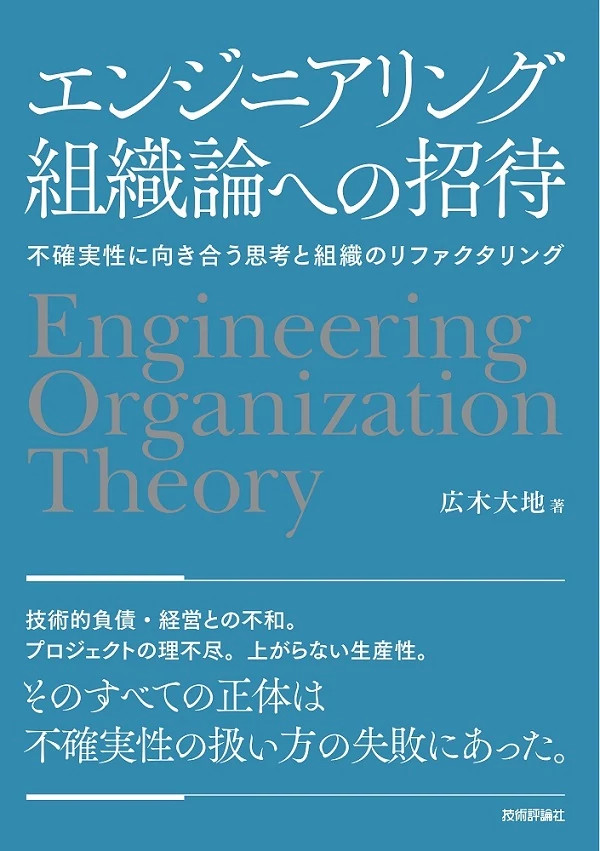 エンジニアリング
組織論への招待
不確実性に向き合う思考と組織のリファクタリング
Engineering
Organization
Theory
広木大地 著
技術的負債・経営との不和。
プロジェクトの理不尽。上がらない生産性。
そのすべての正体は
不確実性の扱い方の失敗にあった。
技術評論社